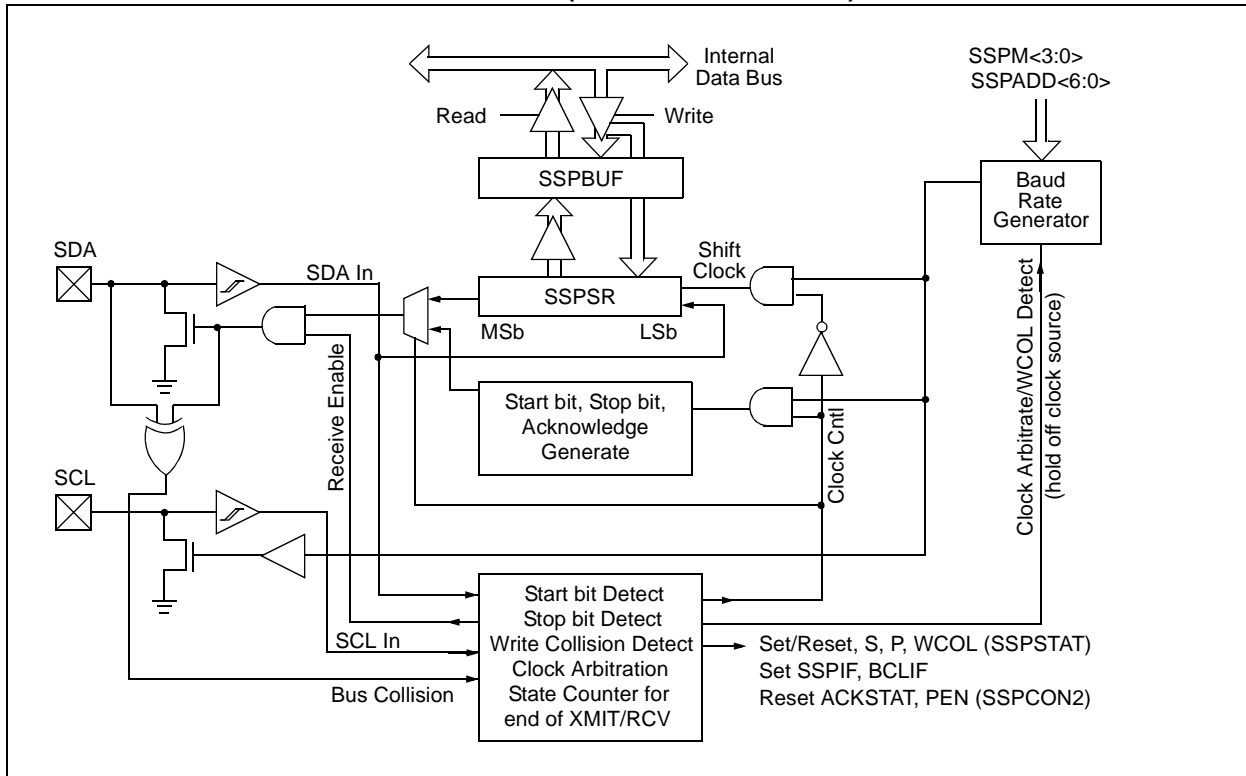 Internal
Data Bus
SSPM<3:0>
SSPADD<6:0>
Read
Write
SSPBUF
Baud
Rate
Generator
SDA
SDA In
Shift
Clock
SSPSR
MSb
LSb
Receive Enable
Start bit, Stop bit,
Acknowledge
Generate
Clock Cntl
Clock Arbitrate/WCOL Detect
(hold off clock source)
SCL
SCL In
Bus Collision
Start bit Detect
Stop bit Detect
Write Collision Detect
Clock Arbitration
State Counter for
end of XMIT/RCV
Set/Reset, S, P, WCOL (SSPSTAT)
Set SSPIF, BCLIF
Reset ACKSTAT, PEN (SSPCON2)